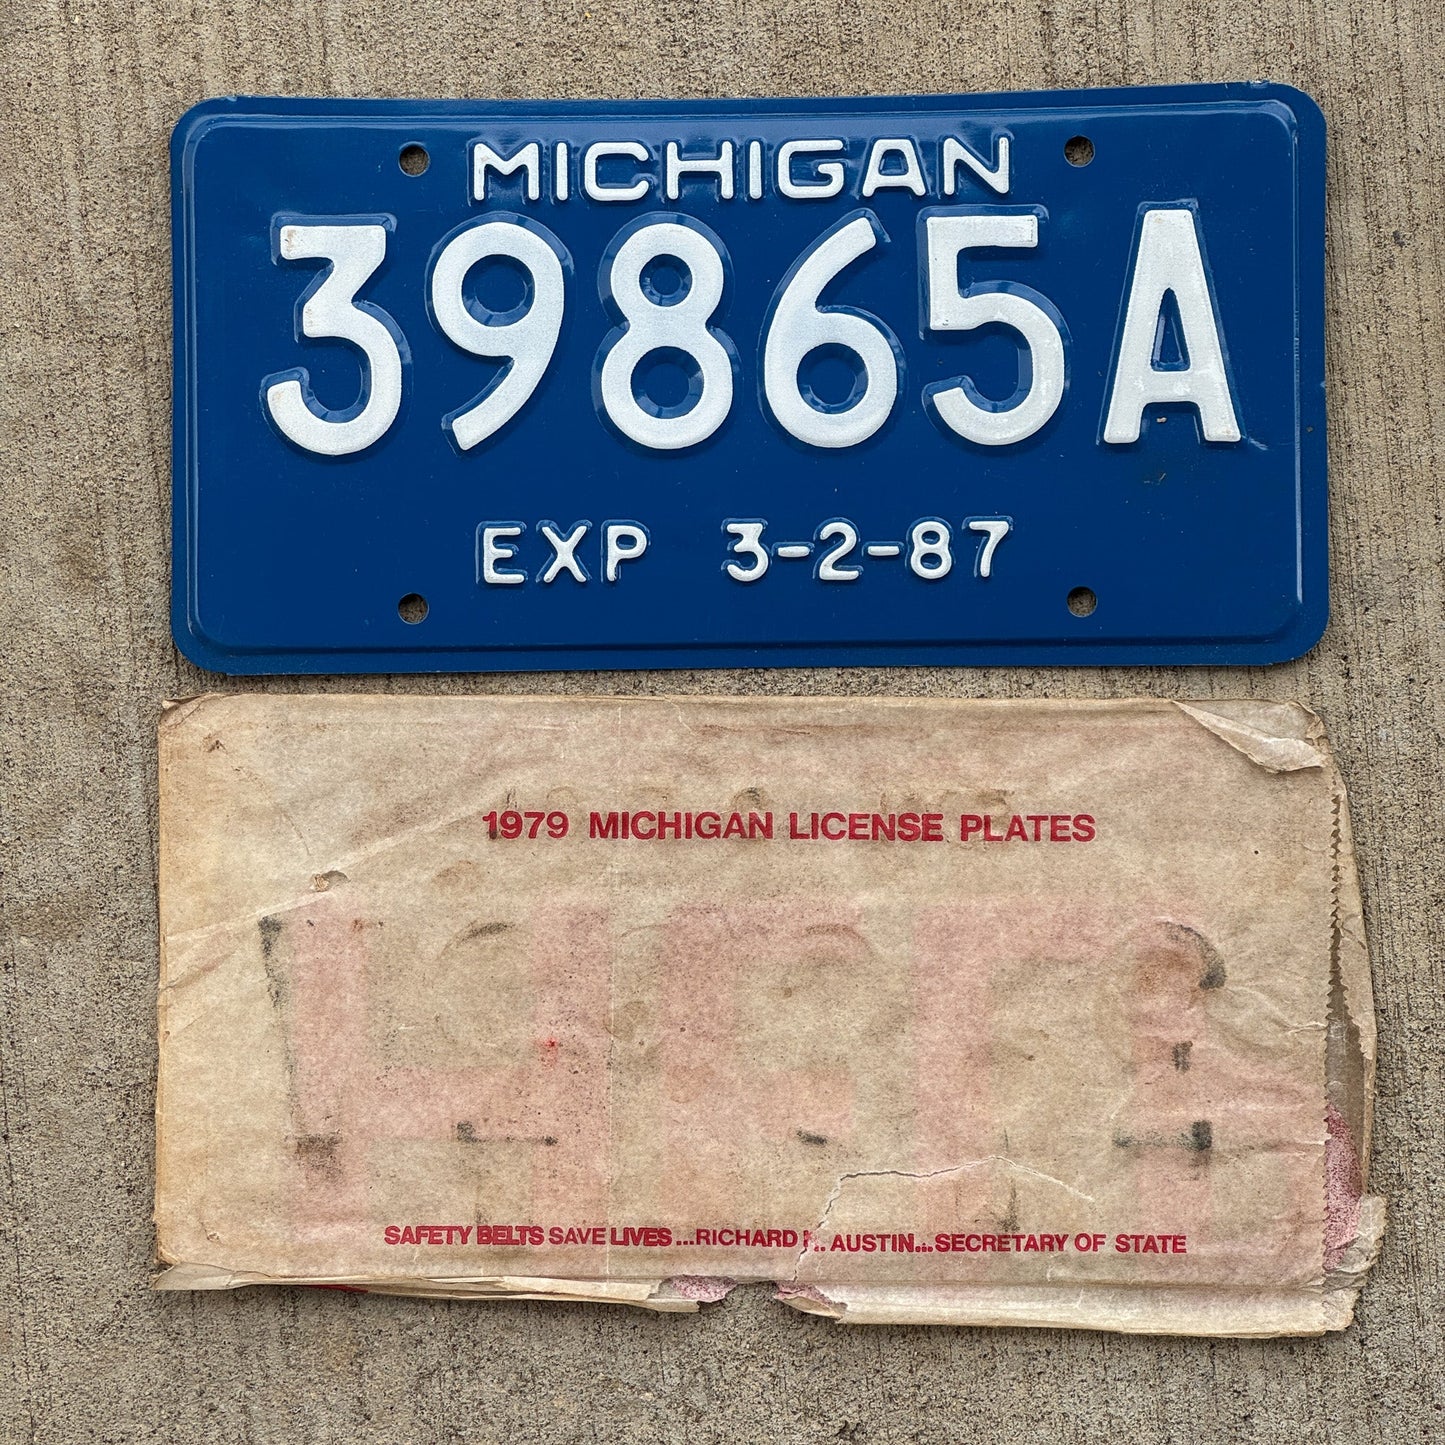 MICHIGAN
39865A
EXP 3-2-87
1979 MICHIGAN LICENSE PLATES
SAFETY BELTS SAVE LIVES...RICHARD AUSTIN...SECRETARY OF STATE